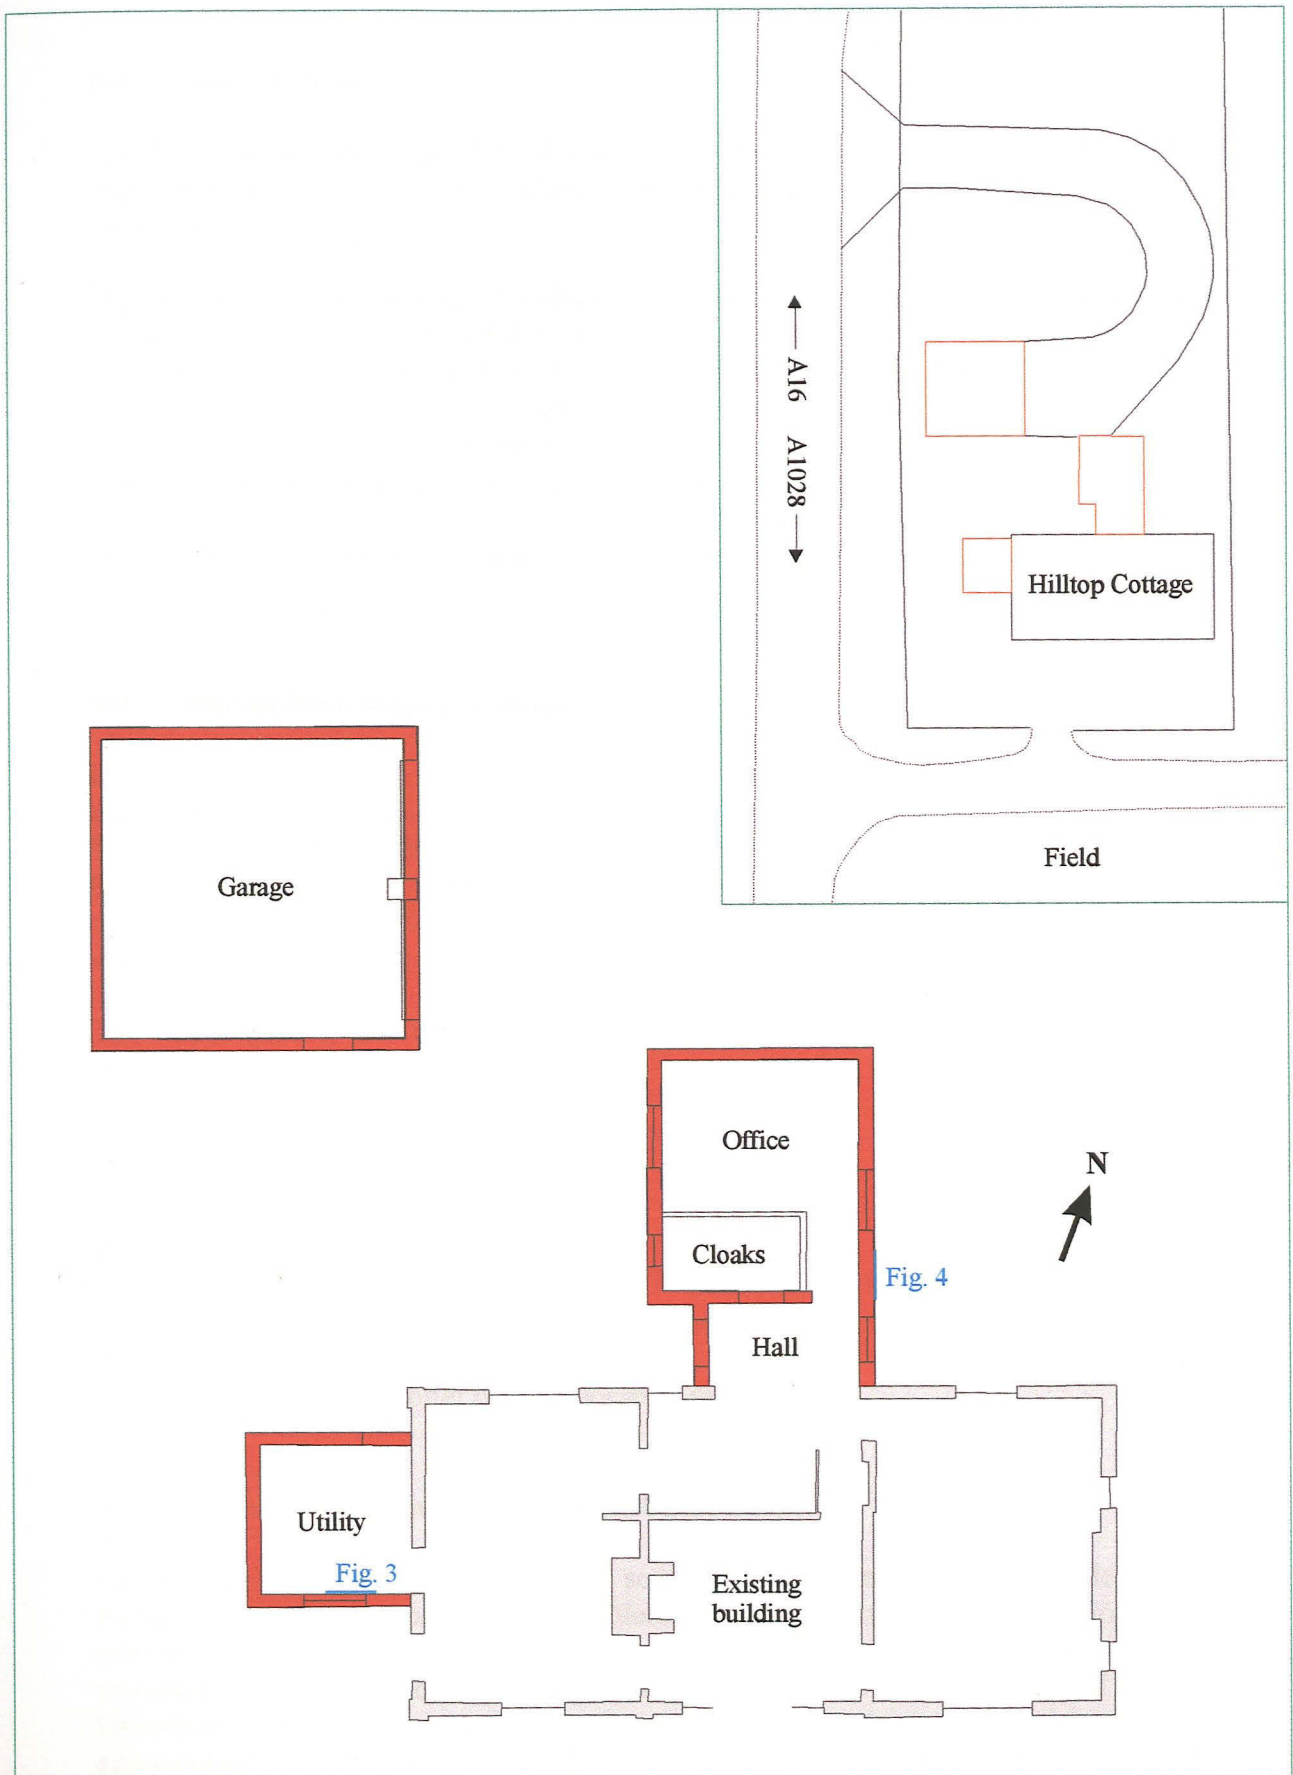 A16 A1028
Hilltop Cottage
Field
Garage
Office
N
Cloaks
Fig. 4
Hall
Utility
Fig. 3
Existing
building